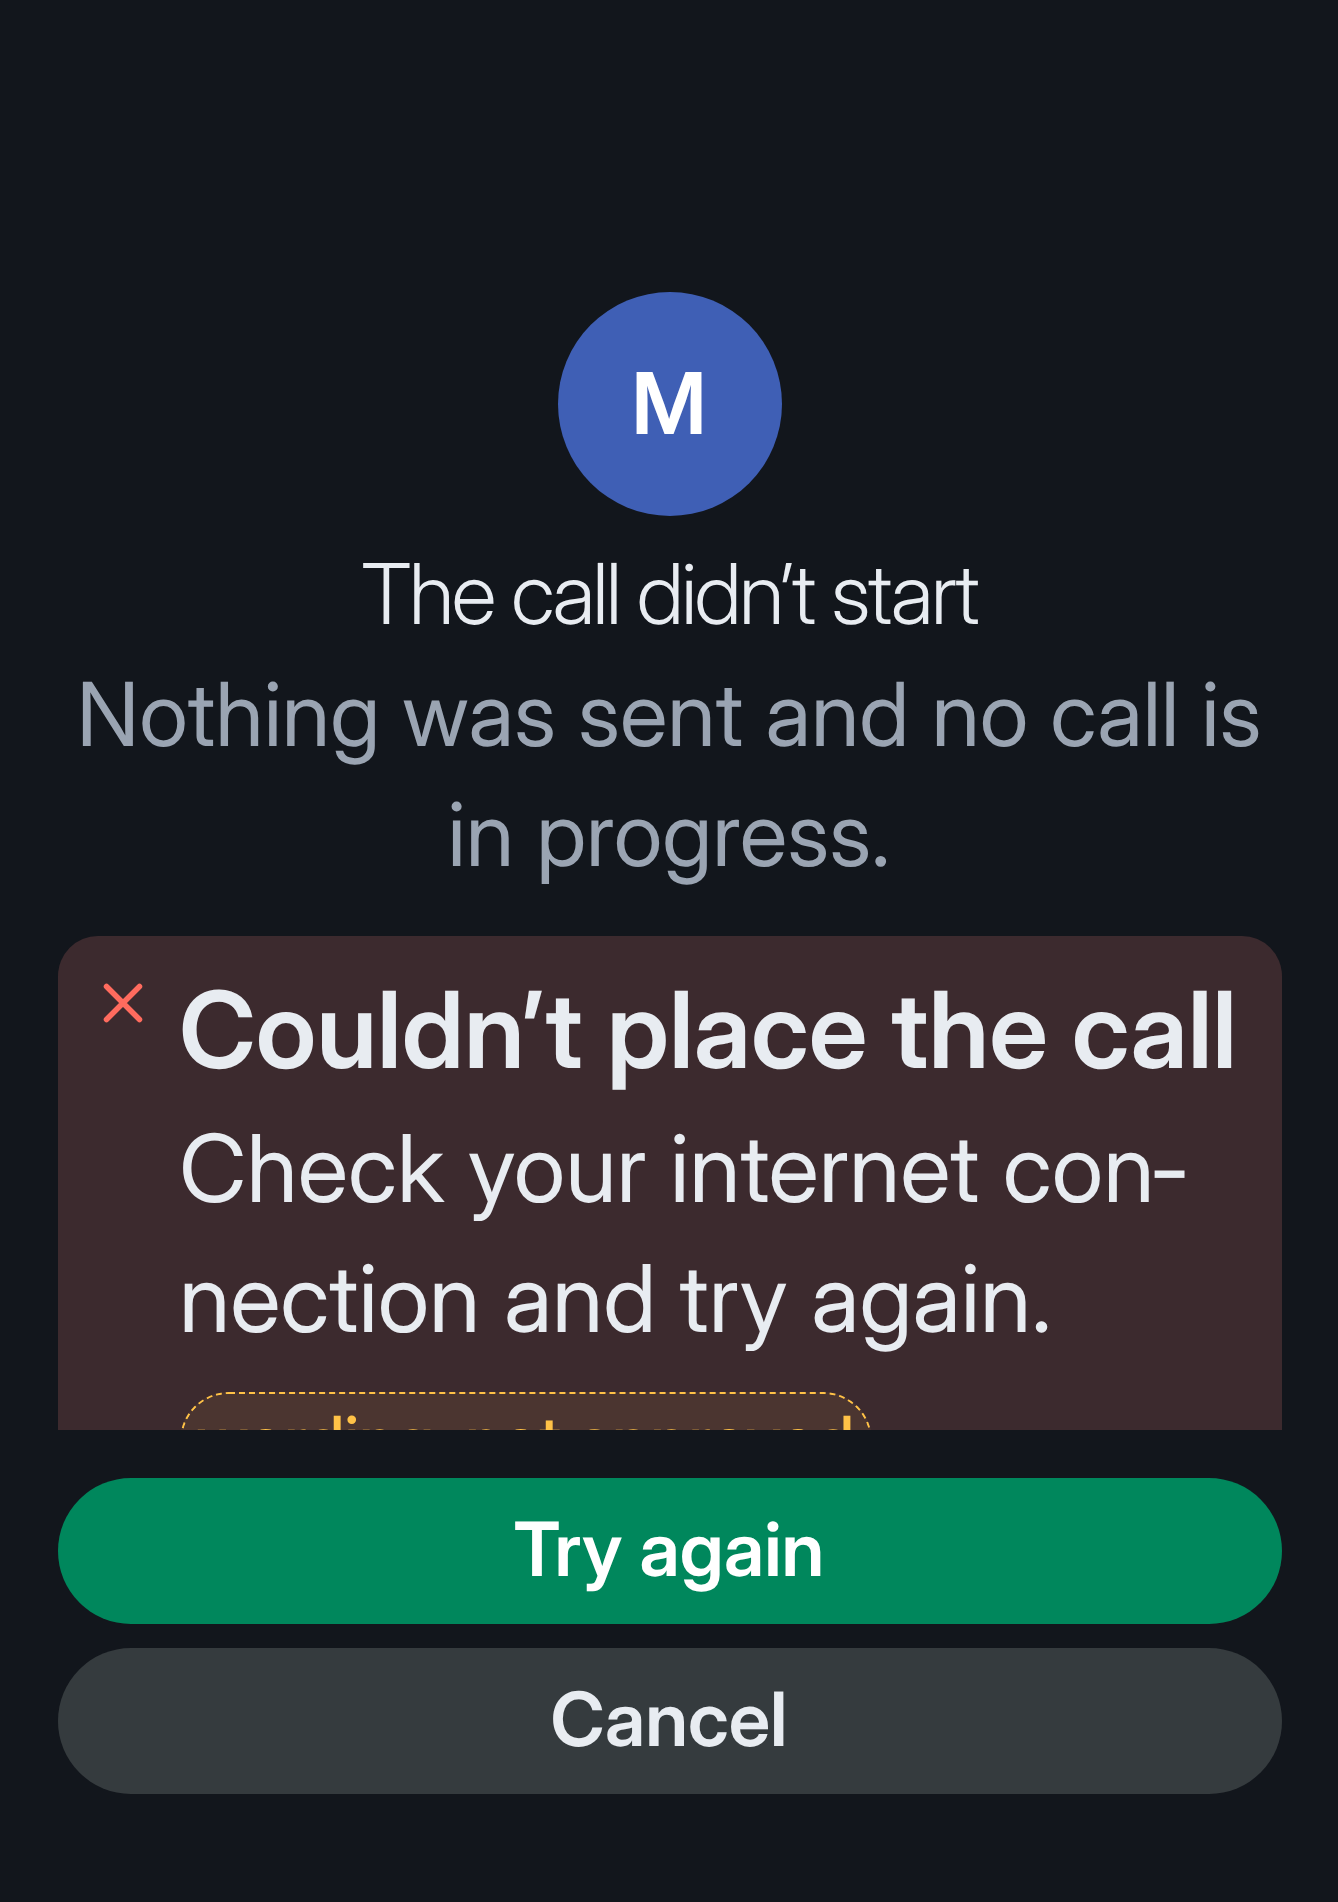 M
The call didn’t start
Nothing was sent and no call is
in progress.
Couldn’t place the call
Check your internet con-
nection and try again.
Try again
Cancel